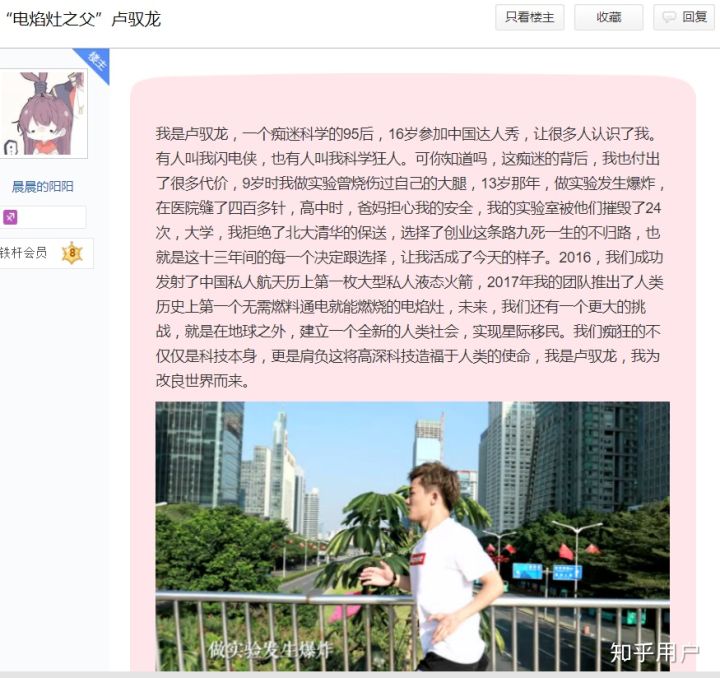 “电焰灶之父”卢驭龙
只看楼主
收藏
回复
楼主
晨晨的阳阳
铁杆会员
8
我是卢驭龙，一个痴迷科学的95后，16岁参加中国达人秀，让很多人认识了我。
有人叫我闪电侠，也有人叫我科学狂人。可你知道吗，这痴迷的背后，我也付出
了很多代价，9岁时我做实验曾烧伤过自己的大腿，13岁那年，做实验发生爆炸，
在医院缝了四百多针，高中时，爸妈担心我的安全，我的实验室被他们摧毁了24
次，大学，我拒绝了北大清华的保送，选择了创业这条路九死一生的不归路，也
就是这十三年间的每一个决定跟选择，让我活成了今天的样子。2016，我们成功
发射了中国私人航天历上第一枚大型私人液态火箭，2017年我的团队推出了人类
历史上第一个无需燃料通电就能燃烧的电焰灶，未来，我们还有一个更大的挑
战，就是在地球之外，建立一个全新的人类社会，实现星际移民。我们痴狂的不
仅仅是科技本身，更是肩负这将高深科技造福于人类的使命，我是卢驭龙，我为
改良世界而来。
做实验发生爆炸
知乎用户